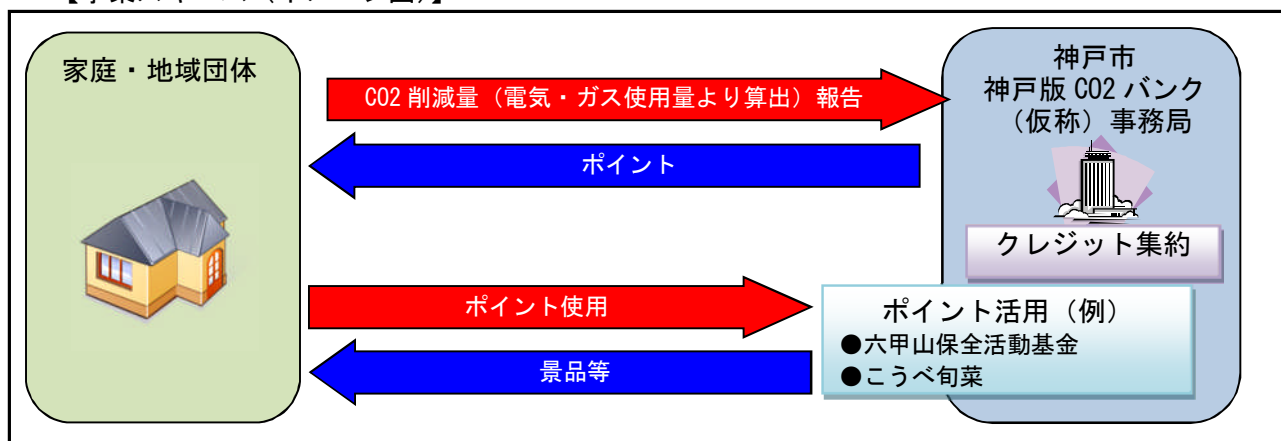 家庭・地域団体
CO2 削減量（電気・ガス使用量より算出）報告
ポイント
ポイント使用
景品等
神戸市
神戸版 CO2 バンク
（仮称）事務局
クレジット集約
ポイント活用（例）
●六甲山保全活動基金
●こうべ旬菜